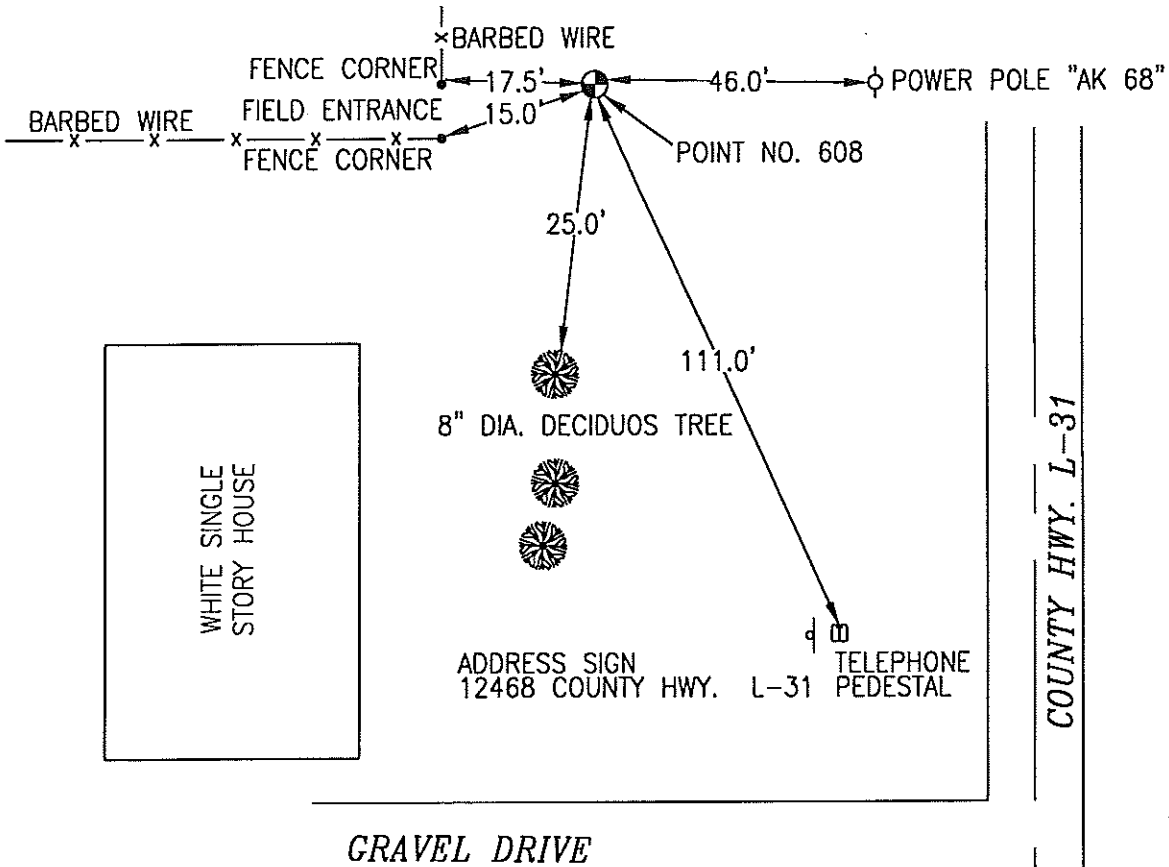 BARBED WIRE
FENCE CORNER
17.5'
46.0'
POWER POLE "AK 68"
BARBED WIRE
FIELD ENTRANCE
15.0'
FENCE CORNER
POINT NO. 608
25.0'
111.0'
8" DIA. DECIDUOS TREE
WHITE SINGLE
STORY HOUSE
COUNTY HWY. L-31
ADDRESS SIGN
12468 COUNTY HWY. L-31
TELEPHONE
PEDESTAL
GRAVEL DRIVE